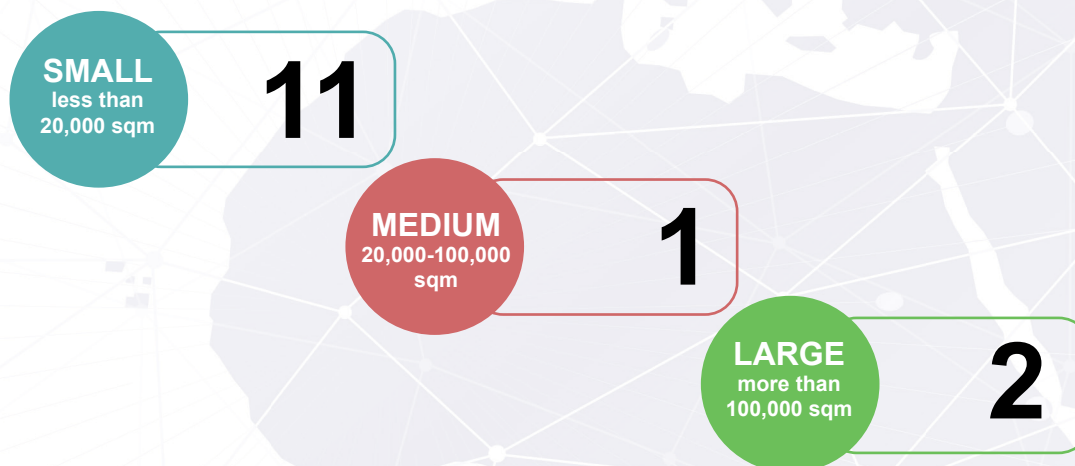 SMALL
less than
20,000 sqm
11
MEDIUM
20,000-100,000
sqm
1
LARGE
more than
100,000 sqm
2